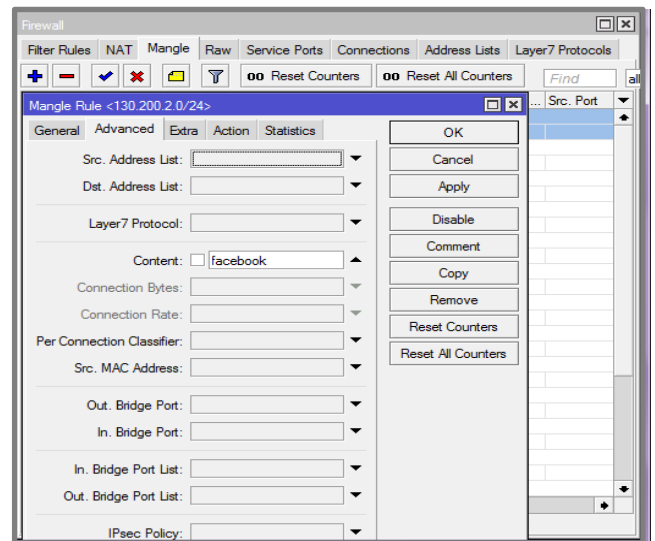 Firewall
Filter Rules NAT Mangle Raw Service Ports Connections Address Lists Layer7 Protocols
00 Reset Counters 00 Reset All Counters Find all
Mangle Rule <130.200.2.0/24>
... Src. Port
General Advanced Extra Action Statistics
OK
Src. Address List:
Cancel
Dst. Address List:
Apply
Layer7 Protocol:
Disable
Comment
Content: facebook
Copy
Connection Bytes:
Remove
Connection Rate:
Reset Counters
Per Connection Classifier:
Reset All Counters
Src. MAC Address:
Out. Bridge Port:
In. Bridge Port:
In. Bridge Port List:
Out. Bridge Port List:
IPsec Policy: